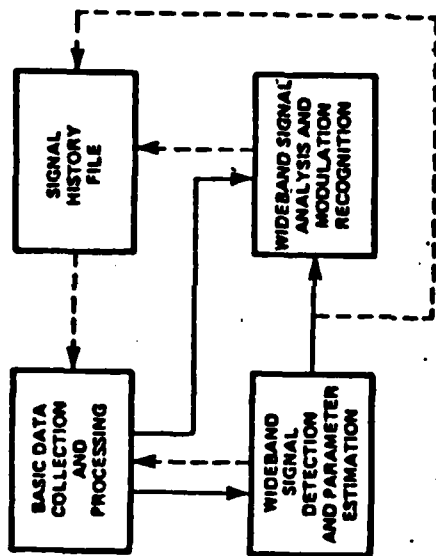 BASIC DATA
COLLECTION
AND
PROCESSING
SIGNAL
HISTORY
FILE
WIDEBAND
SIGNAL
DETECTION
AND PARAMETER
ESTIMATION
WIDEBAND SIGNAL
ANALYSIS AND
MODULATION
RECOGNITION